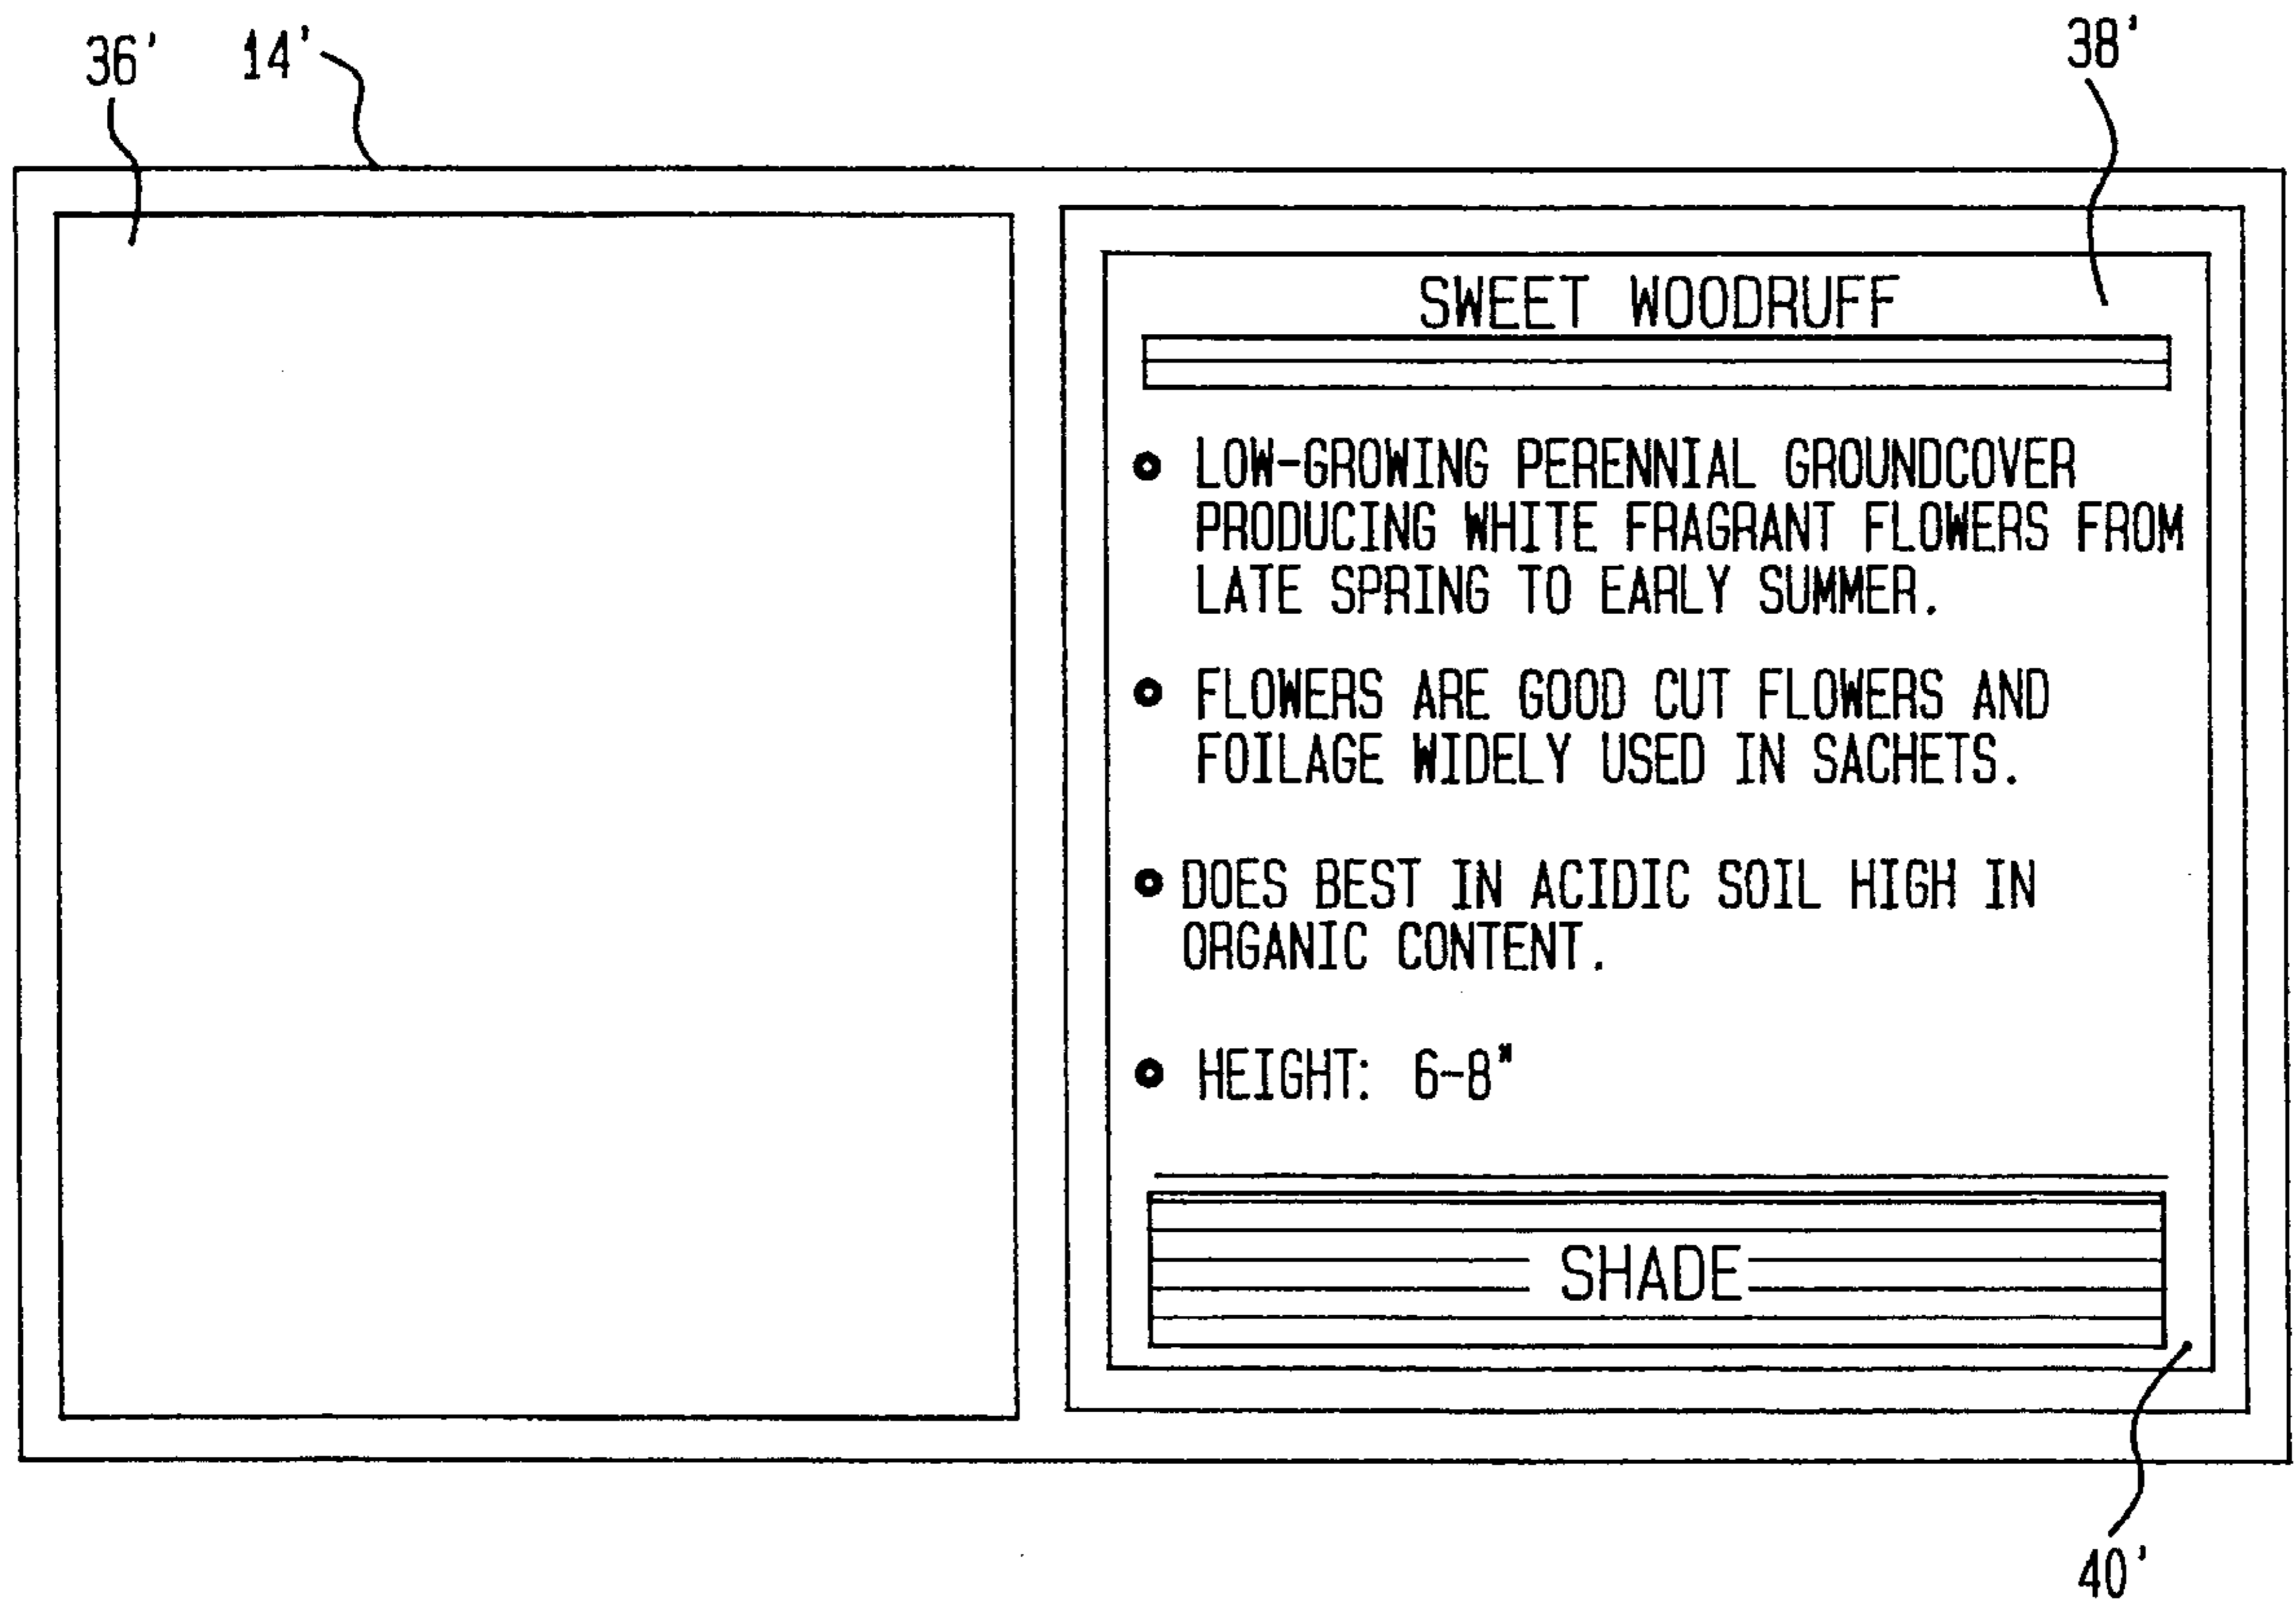 36' 14' 38'
SWEET WOODRUFF
LOW-GROWING PERENNIAL GROUNDCOVER
PRODUCING WHITE FRAGRANT FLOWERS FROM
LATE SPRING TO EARLY SUMMER.
FLOWERS ARE GOOD CUT FLOWERS AND
FOILAGE WIDELY USED IN SACHETS.
DOES BEST IN ACIDIC SOIL HIGH IN
ORGANIC CONTENT.
HEIGHT: 6-8"
SHADE
40'